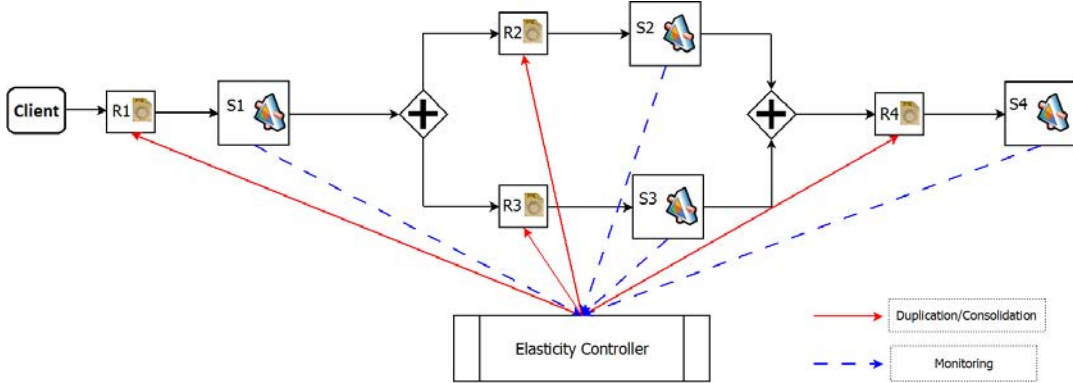 Client
R1
S1
R2
S2
R3
S3
R4
S4
Elasticity Controller
Duplication/Consolidation
Monitoring